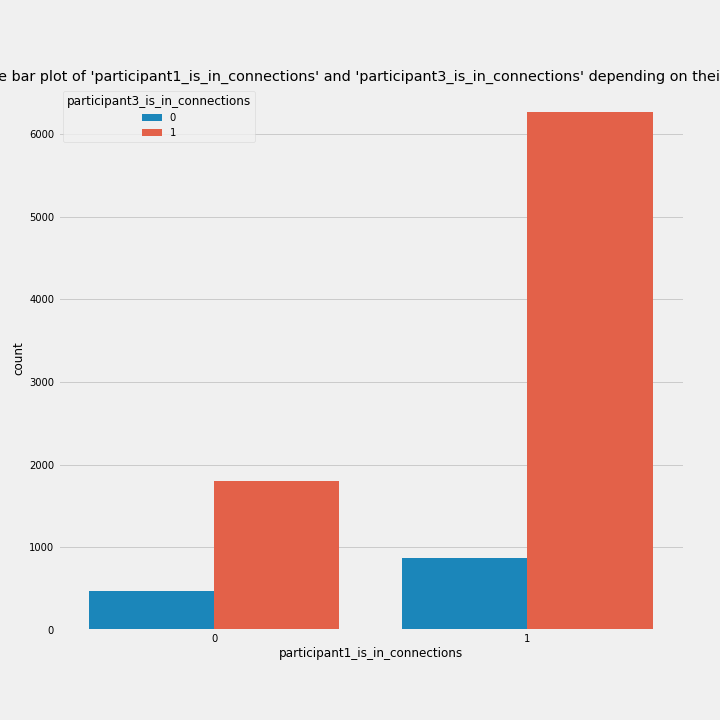 e bar plot of 'participant1_is_in_connections' and 'participant3_is_in_connections' depending on thei
participant3_is_in_connections
0
1
6000
5000
4000
3000
2000
1000
0
count
0 1
participant1_is_in_connections